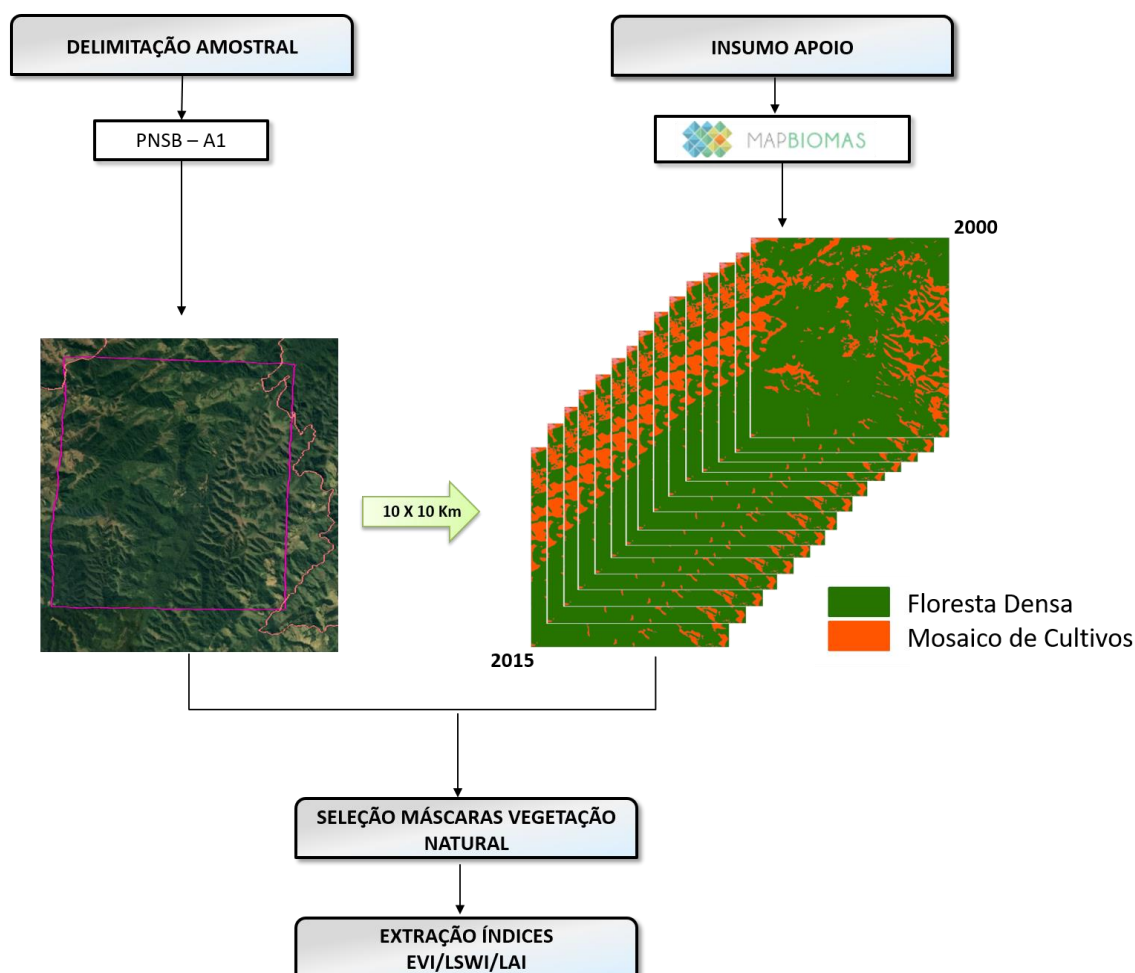 DELIMITAÇÃO AMOSTRAL
INSUMO APOIO
PNSB – A1
MAPBIOMAS
2000
10 X 10 Km
Floresta Densa
Mosaico de Cultivos
2015
SELEÇÃO MÁSCARAS VEGETAÇÃO
NATURAL
EXTRAÇÃO ÍNDICES
EVI/LSWI/LAI